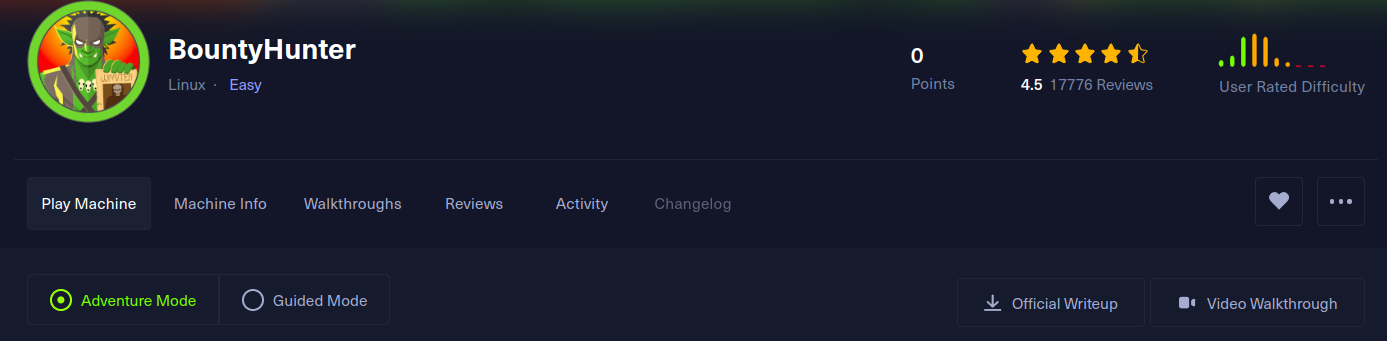 BountyHunter
Linux · Easy
0
Points
4.5 17776 Reviews
User Rated Difficulty
WANTED
Play Machine
Machine Info
Walkthroughs
Reviews
Activity
Changelog
Adventure Mode
Guided Mode
Official Writeup
Video Walkthrough